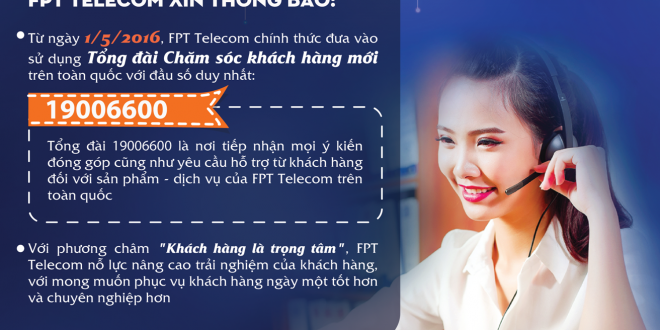 FPT TELECOM XIN THÔNG BÁO:
Từ ngày 1/5/2016, FPT Telecom chính thức đưa vào
sử dụng Tổng đài Chăm sóc khách hàng mới
trên toàn quốc với đầu số duy nhất:
19006600
Tổng đài 19006600 là nơi tiếp nhận mọi ý kiến
đóng góp cũng như yêu cầu hỗ trợ từ khách hàng
đối với sản phẩm - dịch vụ của FPT Telecom trên
toàn quốc
Với phương châm "Khách hàng là trọng tâm", FPT
Telecom nỗ lực nâng cao trải nghiệm của khách hàng,
với mong muốn phục vụ khách hàng ngày một tốt hơn
và chuyên nghiệp hơn